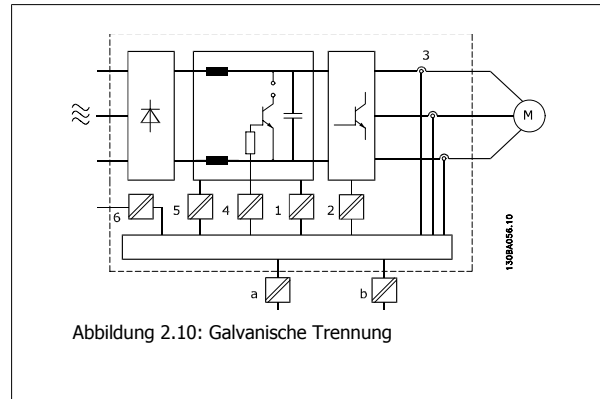 3
M
6
5
4
1
2
130BA056.10
a
b
Abbildung 2.10: Galvanische Trennung